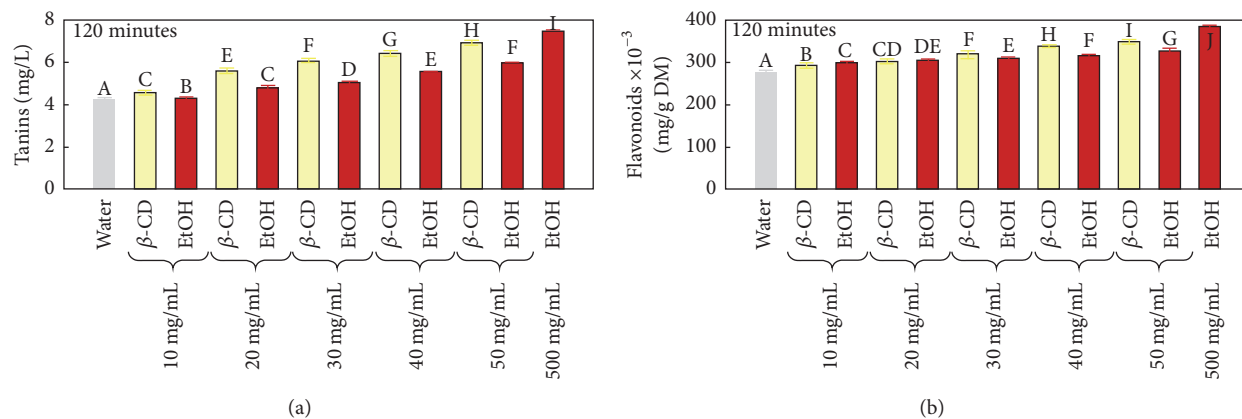 120 minutes
Tanins (mg/L)
8
6
4
2
0
A
C
B
E
C
F
D
G
E
H
F
I
Water
β-CD
EtOH
β-CD
EtOH
β-CD
EtOH
β-CD
EtOH
β-CD
EtOH
EtOH
10 mg/mL
20 mg/mL
30 mg/mL
40 mg/mL
50 mg/mL
500 mg/mL
(a)
120 minutes
Flavonoids ×10⁻³
(mg/g DM)
400
300
200
100
0
A
B
C
CD
DE
F
E
H
F
I
G
J
Water
β-CD
EtOH
β-CD
EtOH
β-CD
EtOH
β-CD
EtOH
β-CD
EtOH
EtOH
10 mg/mL
20 mg/mL
30 mg/mL
40 mg/mL
50 mg/mL
500 mg/mL
(b)